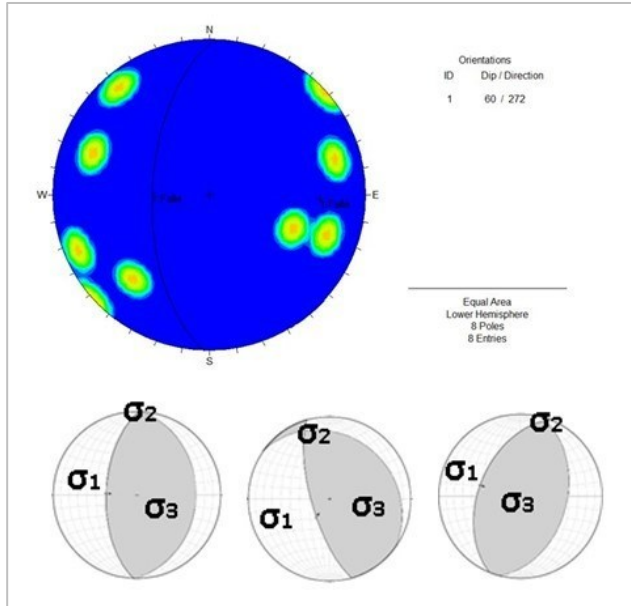 N
Orientations
ID Dip / Direction
1 60 / 272
W
E
S
Equal Area
Lower Hemisphere
8 Poles
8 Entries
σ2
σ1
σ3
σ2
σ1
σ3
σ2
σ1
σ3